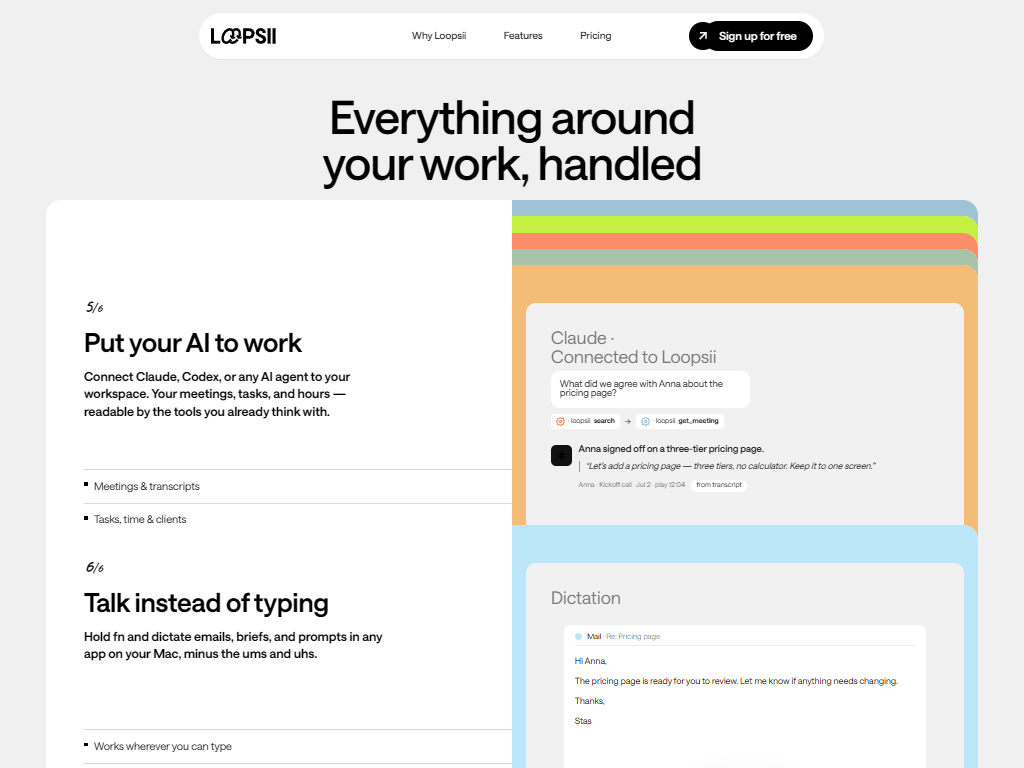 LOOPSII
Why Loopsii
Features
Pricing
Sign up for free
Everything around
your work, handled
5/6
Put your AI to work
Connect Claude, Codex, or any AI agent to your
workspace. Your meetings, tasks, and hours —
readable by the tools you already think with.
Meetings & transcripts
Tasks, time & clients
Claude ·
Connected to Loopsii
What did we agree with Anna about the
pricing page?
· loopsii search → loopsii get_meeting
Anna signed off on a three-tier pricing page.
“Let’s add a pricing page — three tiers, no calculator. Keep it to one screen.”
Anna · Kickoff call · Jul 2 · play 12:04 from transcript
6/6
Talk instead of typing
Hold fn and dictate emails, briefs, and prompts in any
app on your Mac, minus the ums and uhs.
Works wherever you can type
Dictation
Mail · Re: Pricing page
Hi Anna,
The pricing page is ready for you to review. Let me know if anything needs changing.
Thanks,
Stas